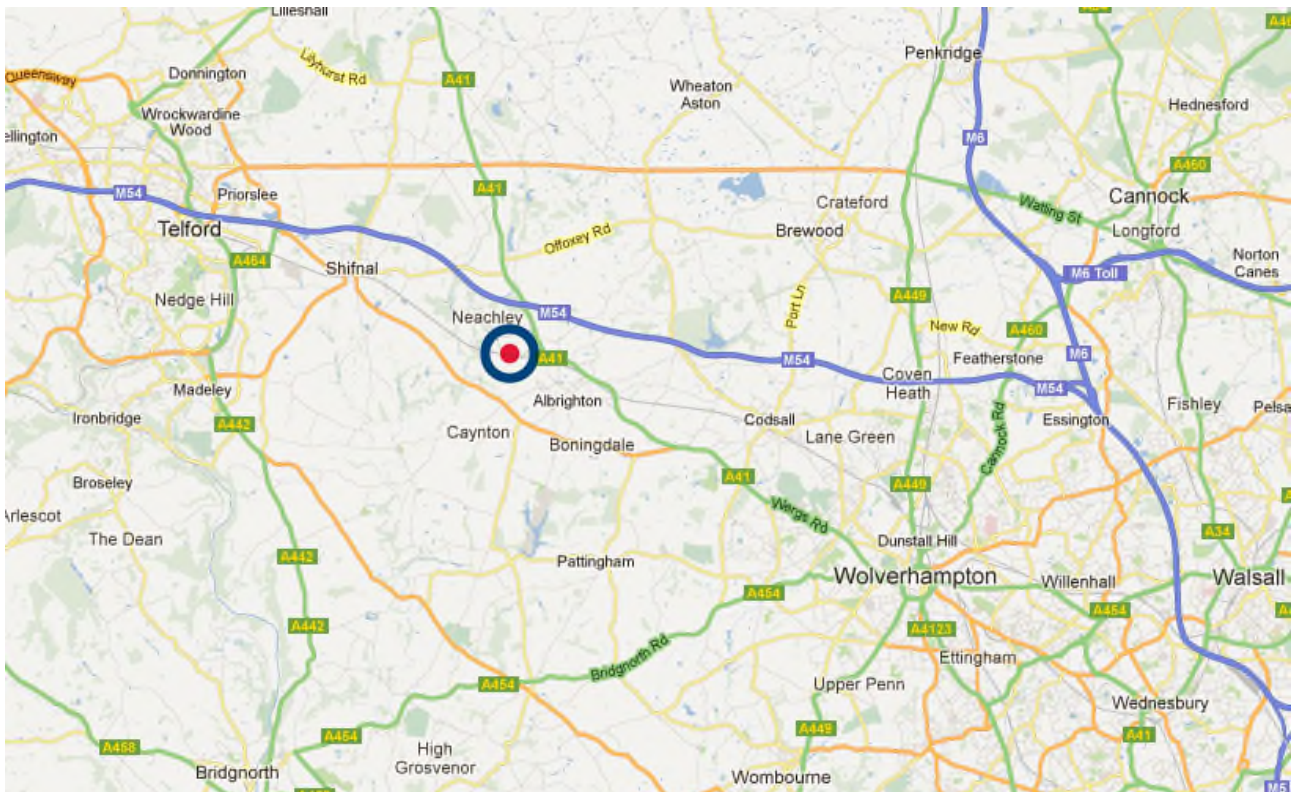 Lilleshall
A41
Penkridge
Queensway
Donnington
Lilyhurst Rd
A41
Wheaton
Aston
Hednesford
Wrockwardine
Wood
M6
A460
M54
Priorslee
A41
Crateford
Watling St
Cannock
Telford
Offoxey Rd
Brewood
Longford
A464
Shifnal
M6 Toll
Norton
Canes
Nedge Hill
Neachley
M54
Port Ln
A449
New Rd
A460
A41
M54
Featherstone
M6
Madeley
Coven
Heath
M54
Albrighton
Fishley
Ironbridge
A442
Caynton
Boningdale
Codsall
Lane Green
Cannock Rd
Essington
Broseley
A41
A449
The Dean
Wergs Rd
A34
A442
Pattingham
Dunstall Hill
Wolverhampton
Willenhall
Walsall
A454
A454
A442
Bridgnorth Rd
A4123
Ettingham
A454
Upper Penn
Wednesbury
A458
A454
High
Grosvenor
A449
A41
Bridgnorth
Wombourne
M5